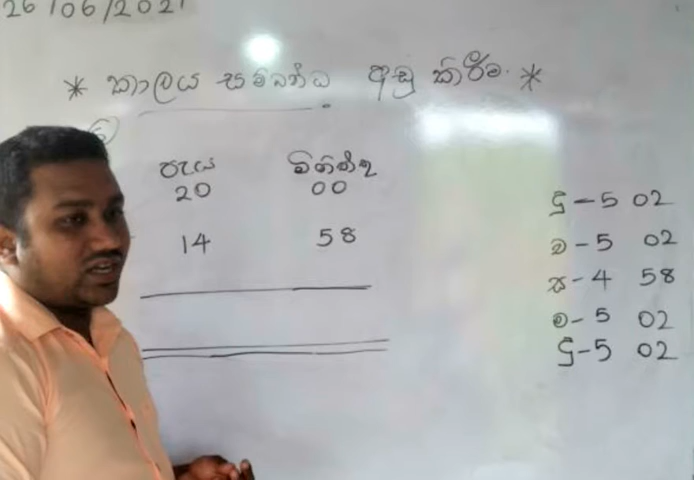 26/06/2021
* කාලය සම්බන්ධ අඩු කිරීම. *
පැය මිනිත්තු
20 00
14 58
දු - 5 02
ච - 5 02
ස - 4 58
ම - 5 02
දු - 5 02